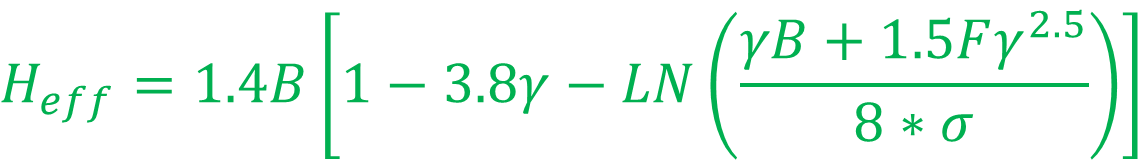 H_eff = 1.4B [1 − 3.8γ − LN ((γB + 1.5Fγ^2.5) / (8 * σ))]